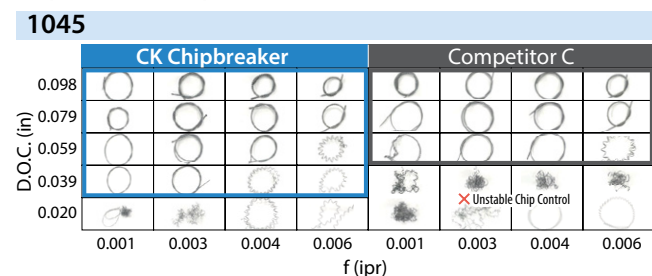 1045
CK Chipbreaker Competitor C
D.O.C. (in)
0.098
0.079
0.059
0.039
0.020
Unstable Chip Control
0.001 0.003 0.004 0.006 0.001 0.003 0.004 0.006
f (ipr)